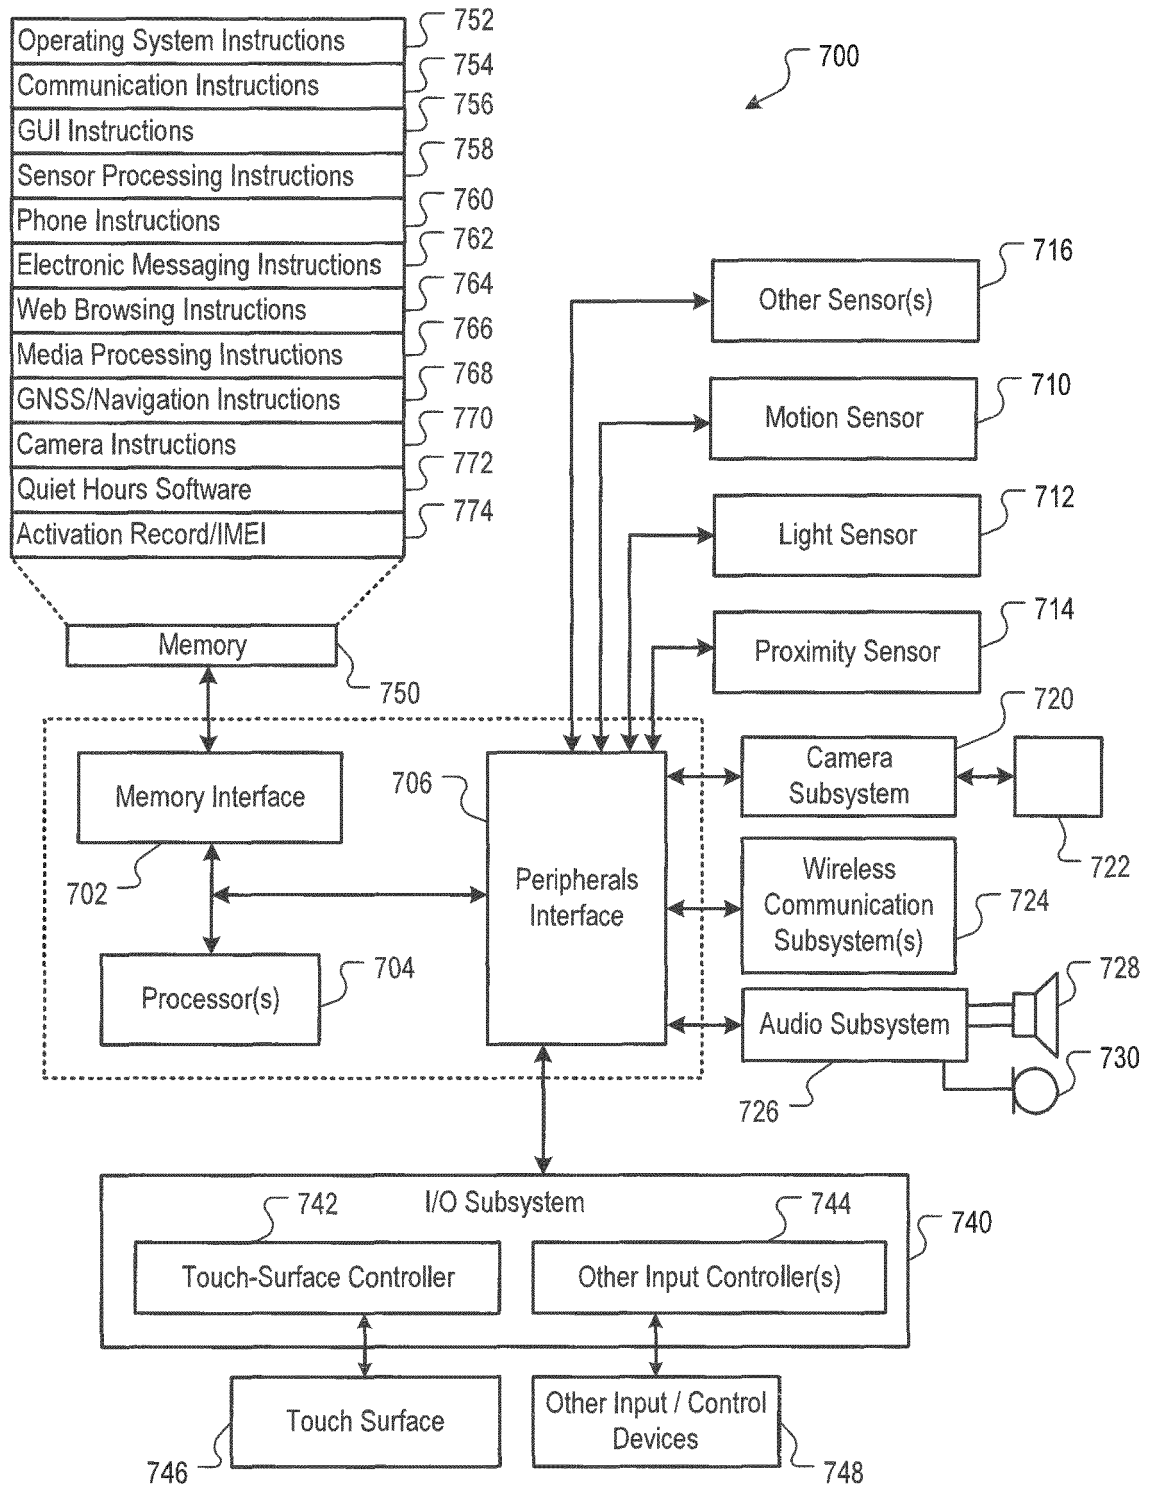 752
Operating System Instructions
754
Communication Instructions
756
GUI Instructions
758
Sensor Processing Instructions
760
Phone Instructions
762
Electronic Messaging Instructions
764
Web Browsing Instructions
766
Media Processing Instructions
768
GNSS/Navigation Instructions
770
Camera Instructions
772
Quiet Hours Software
774
Activation Record/IMEI
700
Memory
750
716
Other Sensor(s)
710
Motion Sensor
712
Light Sensor
714
Proximity Sensor
720
Camera
Subsystem
722
Memory Interface
702
706
Peripherals
Interface
Wireless
Communication
Subsystem(s)
724
704
Processor(s)
Audio Subsystem
728
730
726
I/O Subsystem
742
744
740
Touch-Surface Controller
Other Input Controller(s)
Touch Surface
746
Other Input / Control
Devices
748